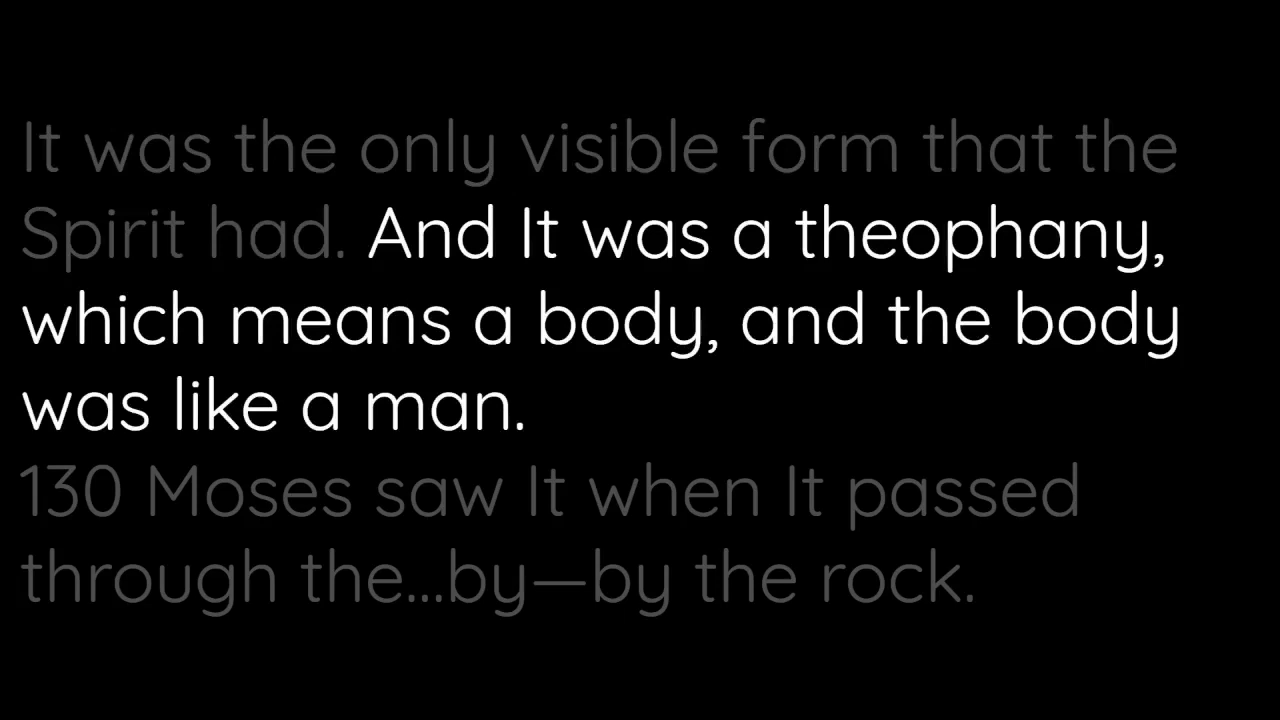 It was the only visible form that the
Spirit had. And It was a theophany,
which means a body, and the body
was like a man.
130 Moses saw It when It passed
through the...by—by the rock.